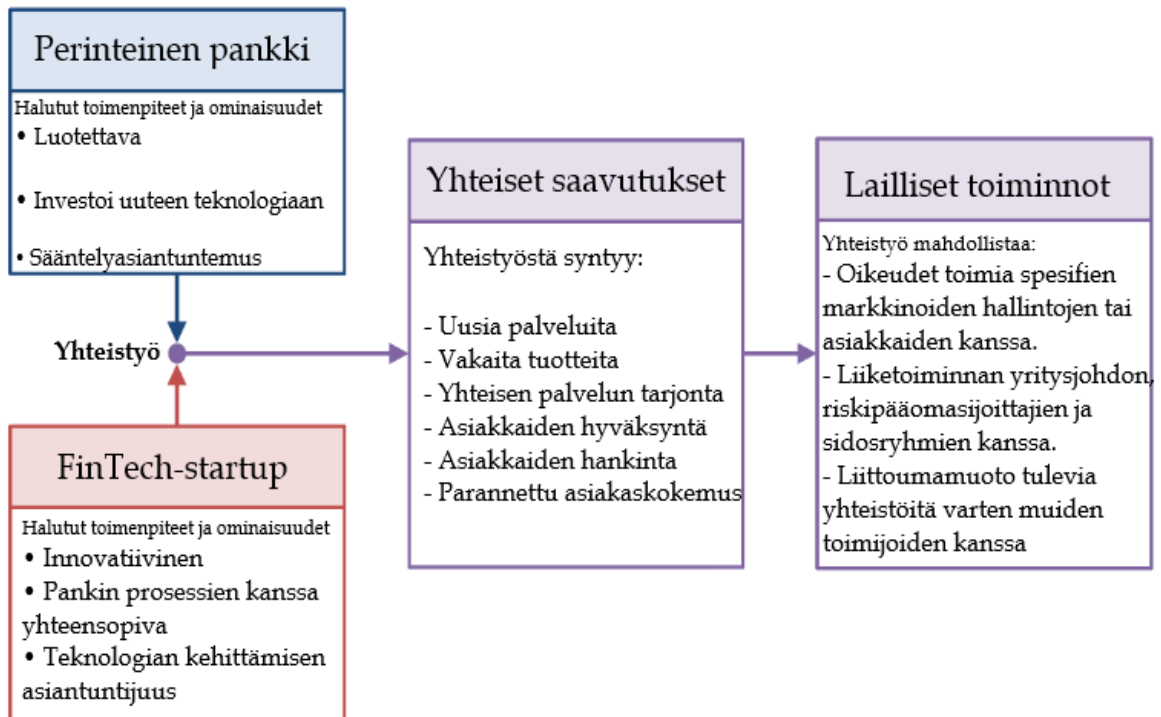 Perinteinen pankki
Halutut toimenpiteet ja ominaisuudet
• Luotettava
• Investoi uuteen teknologiaan
• Sääntelyasiantuntemus
Yhteistyö
FinTech-startup
Halutut toimenpiteet ja ominaisuudet
• Innovatiivinen
• Pankin prosessien kanssa
yhteensopiva
• Teknologian kehittämisen
asiantuntijuus
Yhteiset saavutukset
Yhteistyöstä syntyy:
- Uusia palveluita
- Vakaita tuotteita
- Yhteisen palvelun tarjonta
- Asiakkaiden hyväksyntä
- Asiakkaiden hankinta
- Parannettu asiakaskokemus
Lailliset toiminnot
Yhteistyö mahdollistaa:
- Oikeudet toimia spesifien
markkinoiden hallintojen tai
asiakkaiden kanssa.
- Liiketoiminnan yritysjohdon,
riskipääomasijoittajien ja
sidosryhmien kanssa.
- Liittoumamuoto tulevia
yhteistöitä varten muiden
toimijoiden kanssa